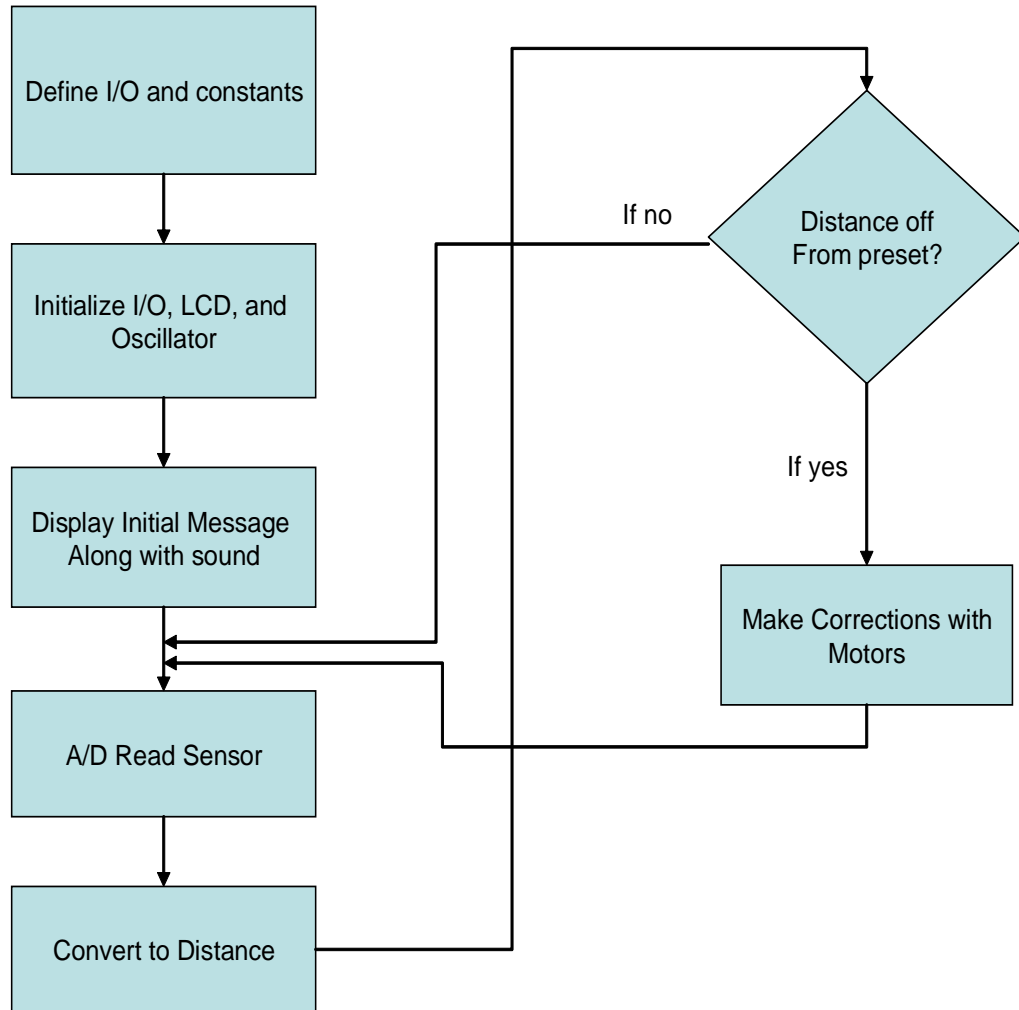 Define I/O and constants
Initialize I/O, LCD, and
Oscillator
Display Initial Message
Along with sound
A/D Read Sensor
Convert to Distance
Distance off
From preset?
If no
If yes
Make Corrections with
Motors